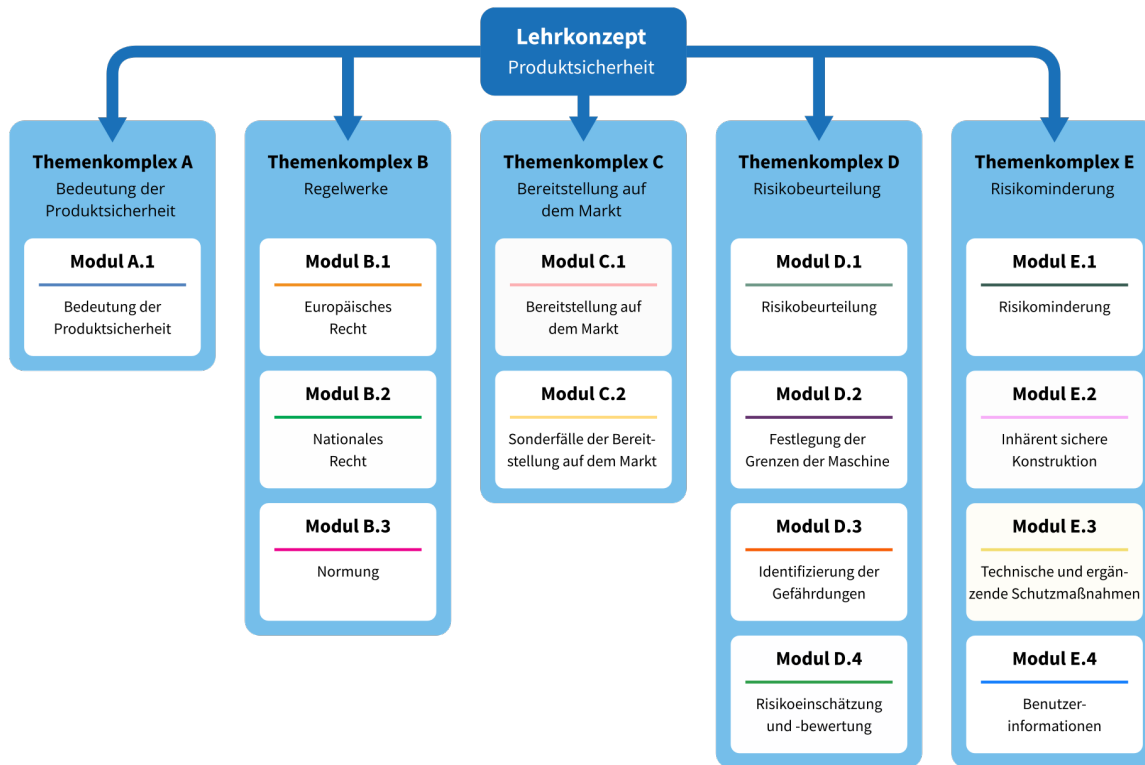 Lehrkonzept
Produktsicherheit
Themenkomplex A
Bedeutung der
Produktsicherheit
Modul A.1
Bedeutung der
Produktsicherheit
Themenkomplex B
Regelwerke
Modul B.1
Europäisches
Recht
Modul B.2
Nationales
Recht
Modul B.3
Normung
Themenkomplex C
Bereitstellung auf
dem Markt
Modul C.1
Bereitstellung auf
dem Markt
Modul C.2
Sonderfälle der Bereit-
stellung auf dem Markt
Themenkomplex D
Risikobeurteilung
Modul D.1
Risikobeurteilung
Modul D.2
Festlegung der
Grenzen der Maschine
Modul D.3
Identifizierung der
Gefährdungen
Modul D.4
Risikoeinschätzung
und -bewertung
Themenkomplex E
Risikominderung
Modul E.1
Risikominderung
Modul E.2
Inhärent sichere
Konstruktion
Modul E.3
Technische und ergän-
zende Schutzmaßnahmen
Modul E.4
Benutzer-
informationen